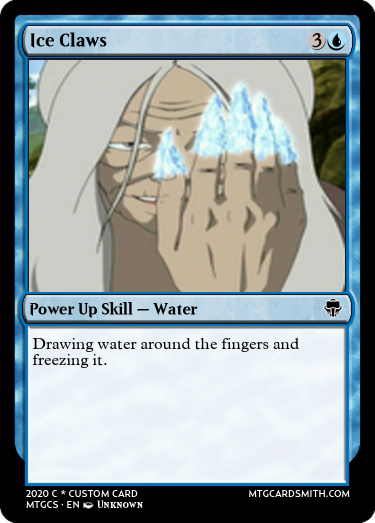 Ice Claws 3
Power Up Skill — Water
Drawing water around the fingers and
freezing it.
2020 C * CUSTOM CARD MTGCARDSMITH.COM
MTGCS · EN Unknown